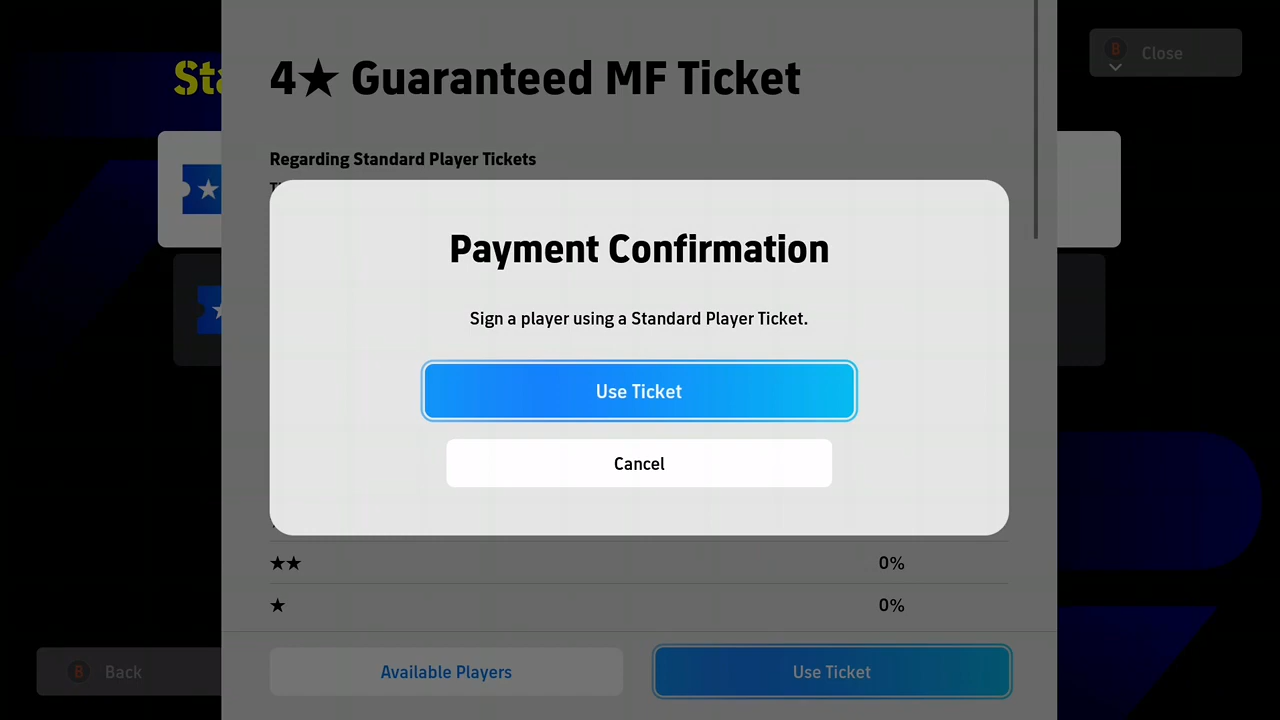 4★ Guaranteed MF Ticket
B Close
Regarding Standard Player Tickets
Payment Confirmation
Sign a player using a Standard Player Ticket.
Use Ticket
Cancel
★★ 0%
★ 0%
B Back
Available Players
Use Ticket